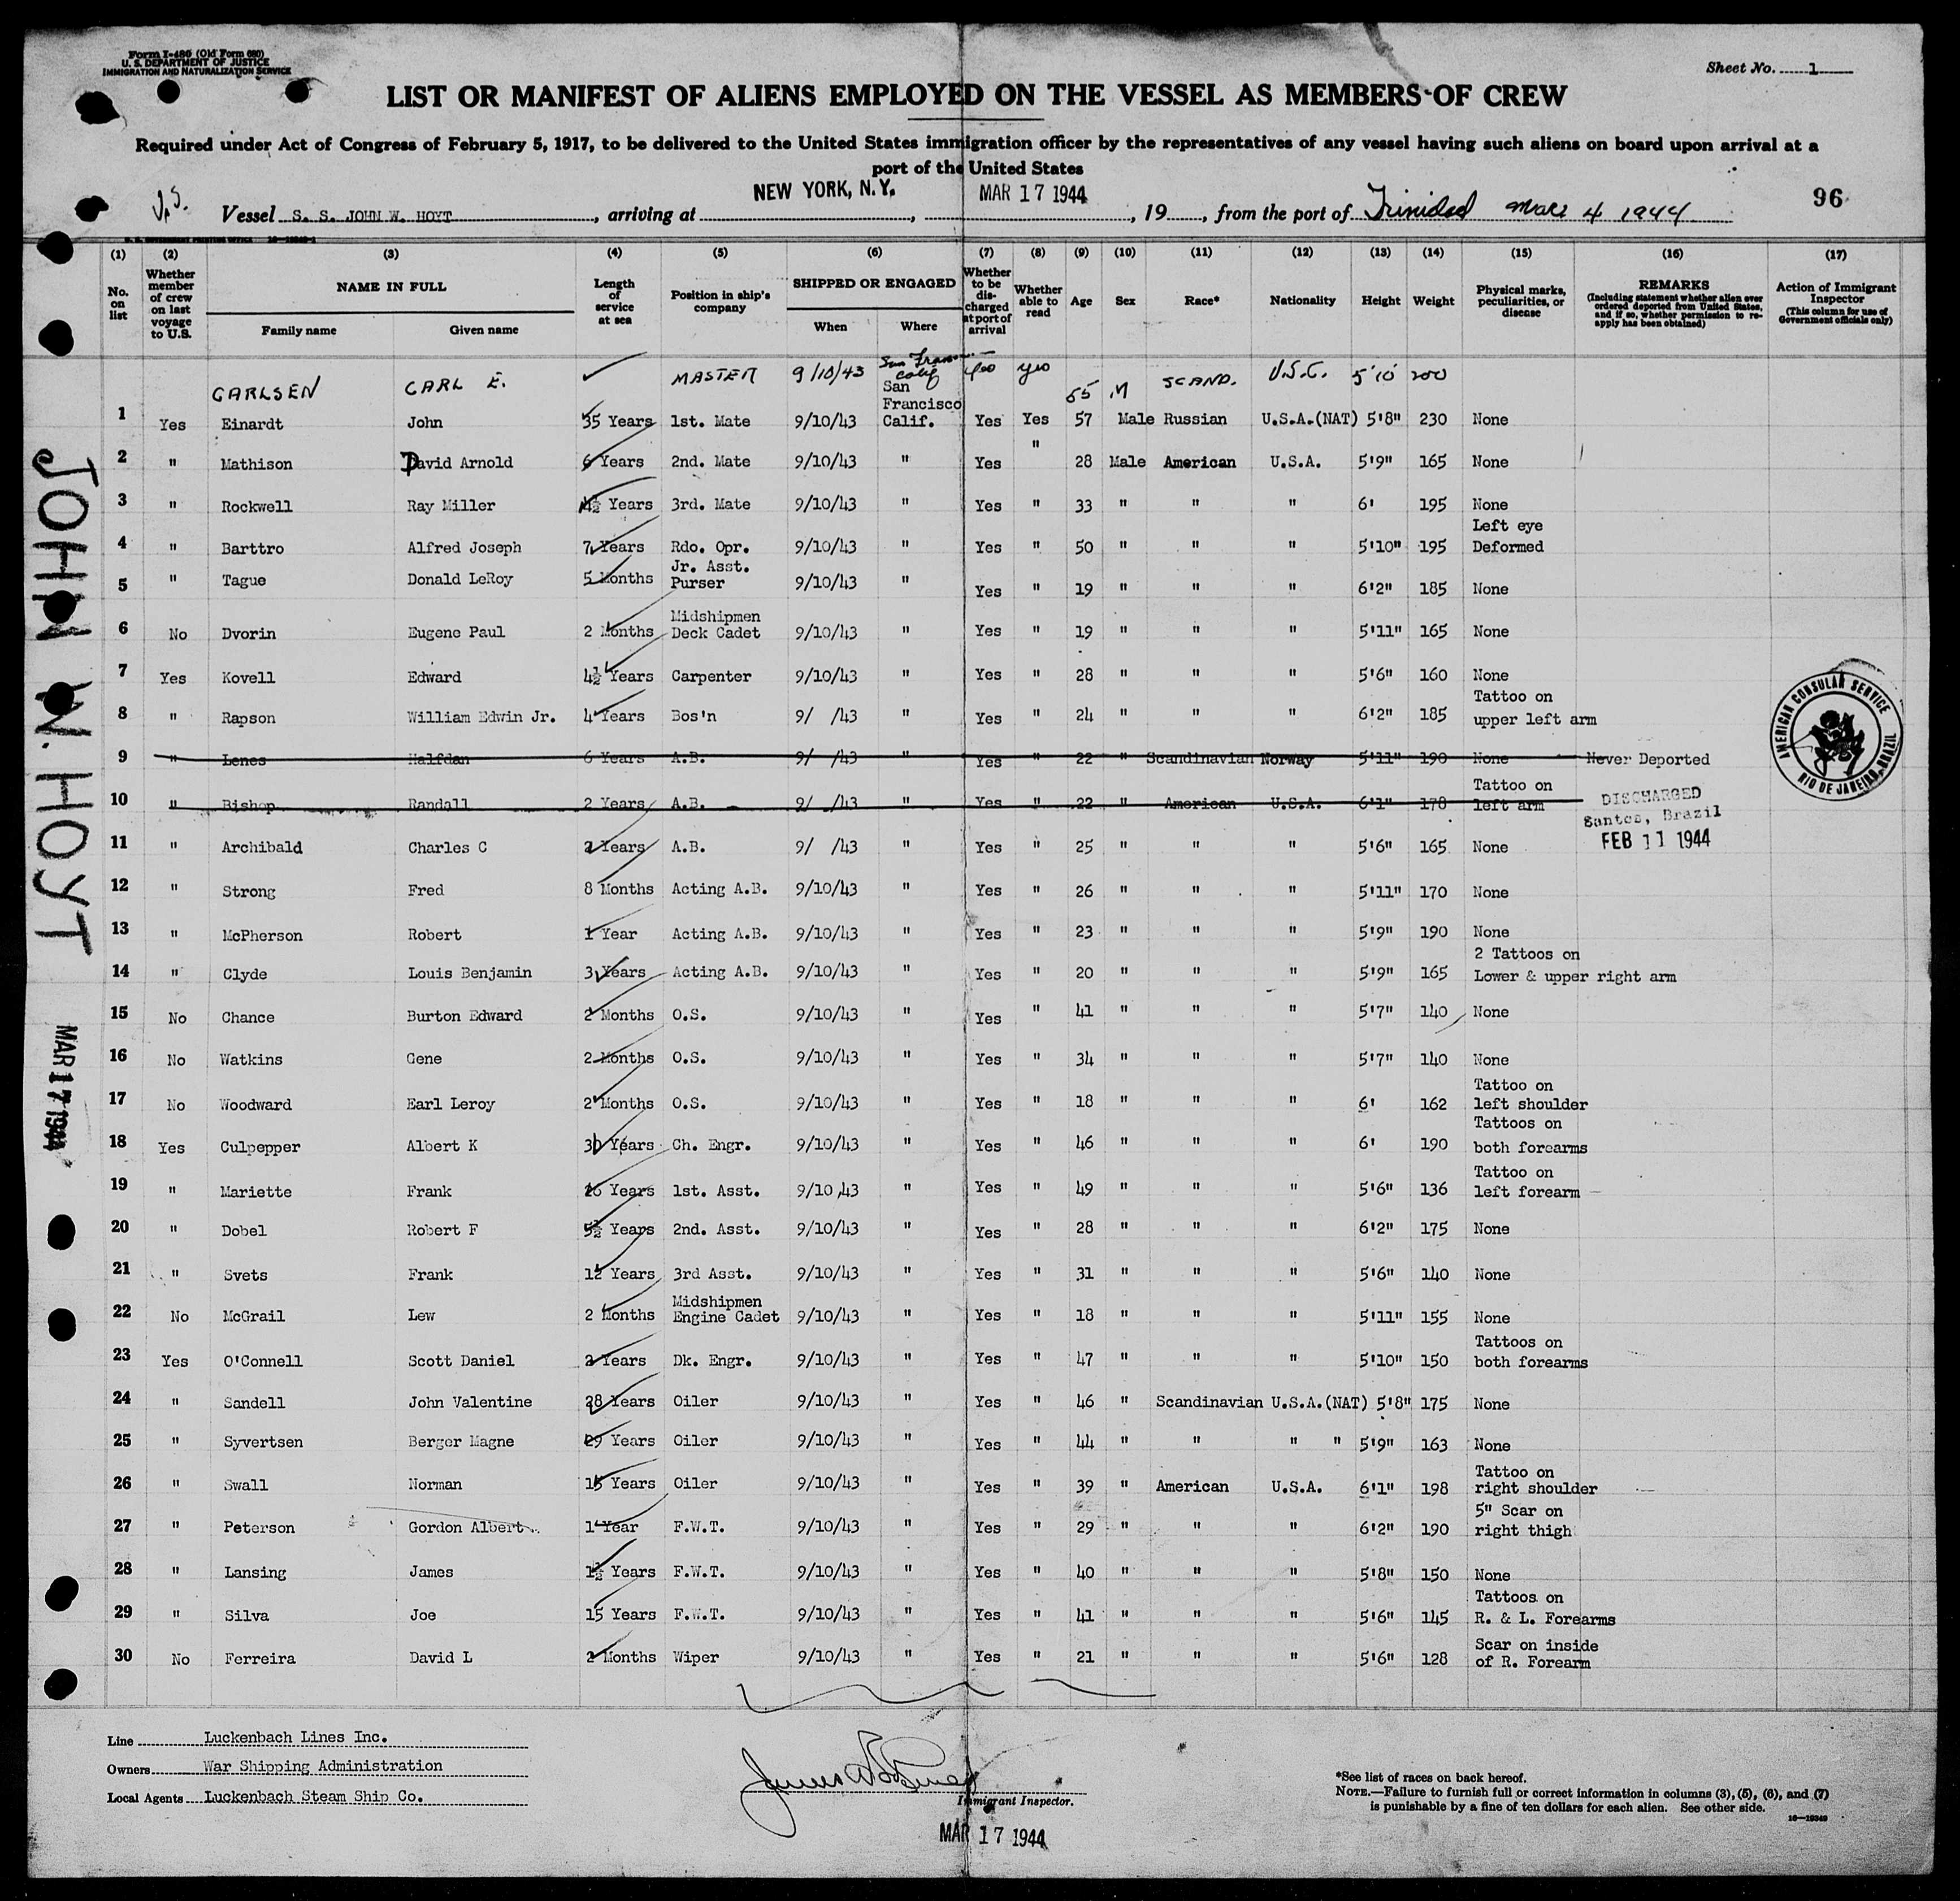 Form I-480 (Old Form 680)
U. S. DEPARTMENT OF JUSTICE
IMMIGRATION AND NATURALIZATION SERVICE
Sheet No. 1
LIST OR MANIFEST OF ALIENS EMPLOYED ON THE VESSEL AS MEMBERS OF CREW
Required under Act of Congress of February 5, 1917, to be delivered to the United States immigration officer by the representatives of any vessel having such aliens on board upon arrival at a
port of the United States
Vessel S. S. JOHN W. HOYT, arriving at NEW YORK, N.Y., MAR 17 1944, 19, from the port of Trinidad Mar 4 1944 96
(1) (2) (3) (4) (5) (6) (7) (8) (9) (10) (11) (12) (13) (14) (15) (16) (17)
No. on list
Whether member of crew on last voyage to U.S.
NAME IN FULL
Family name Given name
Length of service at sea
Position in ship's company
SHIPPED OR ENGAGED
When Where
Whether to be discharged at port of arrival
Whether able to read
Age Sex Race* Nationality Height Weight
Physical marks, peculiarities, or disease
REMARKS
(Including statement whether alien ever ordered deported from United States, and if so, whether permission to reapply has been obtained)
Action of Immigrant Inspector
(This column for use of Government officials only)
CARLSEN CARL E. MASTER 9/10/43 San Fran Calif Yes yes 55 M SCAND. 5'10 200
1 Yes Einardt John 35 Years 1st. Mate 9/10/43 San Francisco Calif. Yes Yes 57 Male Russian U.S.A.(NAT) 5'8" 230 None
2 " Mathison David Arnold 6 Years 2nd. Mate 9/10/43 " Yes " 28 Male American U.S.A. 5'9" 165 None
3 " Rockwell Ray Miller 4½ Years 3rd. Mate 9/10/43 " Yes " 33 " " " 6' 195 None
4 " Barttro Alfred Joseph 7 Years Rdo. Opr. 9/10/43 " Yes " 50 " " " 5'10" 195 Left eye Deformed
5 " Tague Donald LeRoy 5 Months Jr. Asst. Purser 9/10/43 " Yes " 19 " " " 6'2" 185 None
6 No Dvorin Eugene Paul 2 Months Midshipmen Deck Cadet 9/10/43 " Yes " 19 " " " 5'11" 165 None
7 Yes Kovell Edward 4½ Years Carpenter 9/10/43 " Yes " 28 " " " 5'6" 160 None
8 " Rapson William Edwin Jr. 4 Years Bos'n 9/ /43 " Yes " 24 " " " 6'2" 185 Tattoo on upper left arm
9 " Lenes Halfdan 6 Years A.B. 9/ /43 " Yes " 22 " Scandinavian Norway 5'11" 190 None Never Deported
10 " Bishop Randall 2 Years A.B. 9/ /43 " Yes " 22 " American U.S.A. 6'1" 178 Tattoo on left arm DISCHARGED Santos, Brazil FEB 11 1944
11 " Archibald Charles C 2 Years A.B. 9/ /43 " Yes " 25 " " " 5'6" 165 None
12 " Strong Fred 8 Months Acting A.B. 9/10/43 " Yes " 26 " " " 5'11" 170 None
13 " McPherson Robert 1 Year Acting A.B. 9/10/43 " Yes " 23 " " " 5'9" 190 None
14 " Clyde Louis Benjamin 3 Years Acting A.B. 9/10/43 " Yes " 20 " " " 5'9" 165 2 Tattoos on Lower & upper right arm
15 No Chance Burton Edward 2 Months O.S. 9/10/43 " Yes " 41 " " " 5'7" 140 None
16 No Watkins Gene 2 Months O.S. 9/10/43 " Yes " 34 " " " 5'7" 140 None
17 No Woodward Earl Leroy 2 Months O.S. 9/10/43 " Yes " 18 " " " 6' 162 Tattoo on left shoulder
18 Yes Culpepper Albert K 30 Years Ch. Engr. 9/10/43 " Yes " 46 " " " 6' 190 Tattoos on both forearms
19 " Mariette Frank 26 Years 1st. Asst. 9/10/43 " Yes " 49 " " " 5'6" 136 Tattoo on left forearm
20 " Dobel Robert F 5½ Years 2nd. Asst. 9/10/43 " Yes " 28 " " " 6'2" 175 None
21 " Svets Frank 12 Years 3rd Asst. 9/10/43 " Yes " 31 " " " 5'6" 140 None
22 No McGrail Lew 2 Months Midshipmen Engine Cadet 9/10/43 " Yes " 18 " " " 5'11" 155 None
23 Yes O'Connell Scott Daniel 2 Years Dk. Engr. 9/10/43 " Yes " 47 " " " 5'10" 150 Tattoos on both forearms
24 " Sandell John Valentine 28 Years Oiler 9/10/43 " Yes " 46 " Scandinavian U.S.A.(NAT) 5'8" 175 None
25 " Syvertsen Berger Magne 29 Years Oiler 9/10/43 " Yes " 44 " " " " 5'9" 163 None
26 " Swall Norman 15 Years Oiler 9/10/43 " Yes " 39 " American U.S.A. 6'1" 198 Tattoo on right shoulder
27 " Peterson Gordon Albert 1 Year F.W.T. 9/10/43 " Yes " 29 " " " 6'2" 190 5" Scar on right thigh
28 " Lansing James 1½ Years F.W.T. 9/10/43 " Yes " 40 " " " 5'8" 150 None
29 " Silva Joe 15 Years F.W.T. 9/10/43 " Yes " 41 " " " 5'6" 145 Tattoos on R. & L. Forearms
30 No Ferreira David L 2 Months Wiper 9/10/43 " Yes " 21 " " " 5'6" 128 Scar on inside of R. Forearm
AMERICAN CONSULAR SERVICE
RIO DE JANEIRO, BRAZIL
JOHN W. HOYT
MAR 17 1944
Line Luckenbach Lines Inc.
Owners War Shipping Administration
Local Agents Luckenbach Steam Ship Co.
Immigrant Inspector.
MAR 17 1944
*See list of races on back hereof.
NOTE.—Failure to furnish full or correct information in columns (3), (5), (6), and (7)
is punishable by a fine of ten dollars for each alien. See other side.
16—19349